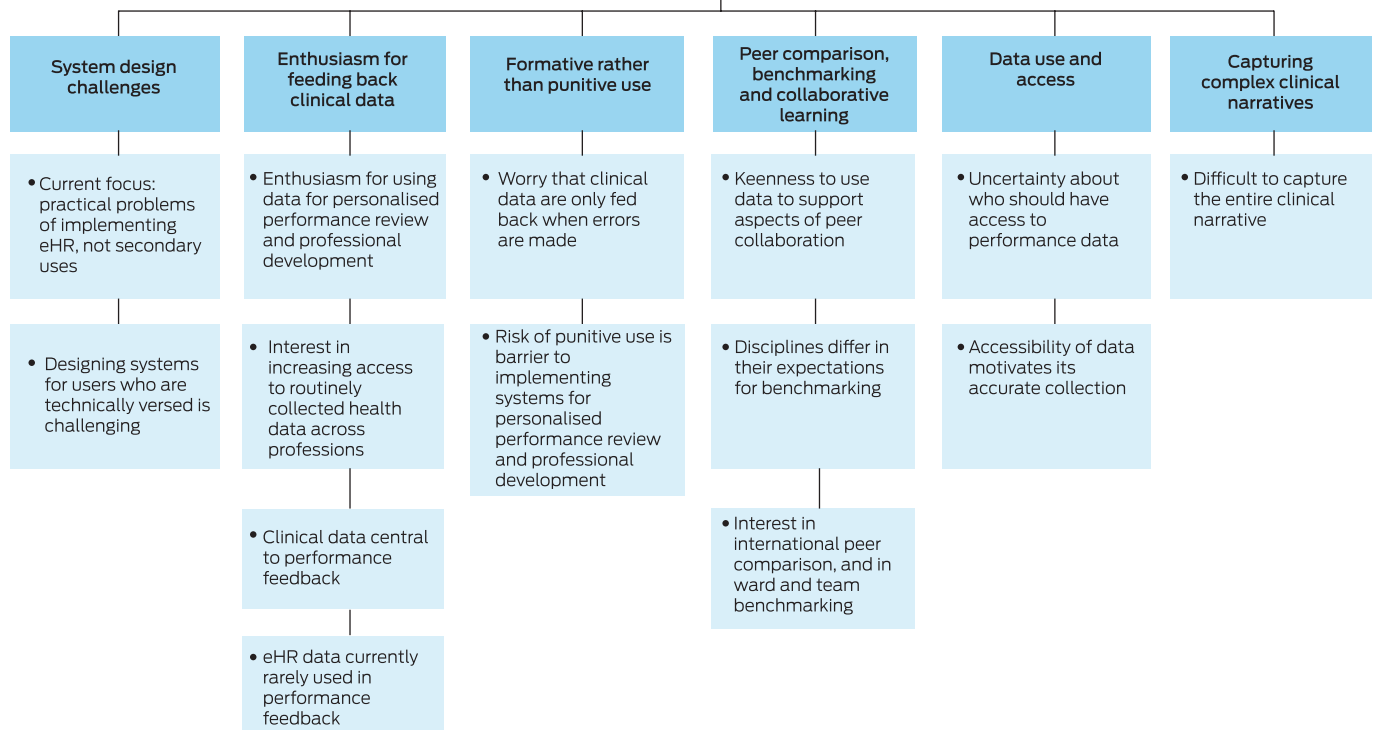 System design
challenges
Enthusiasm for
feeding back
clinical data
Formative rather
than punitive use
Peer comparison,
benchmarking
and collaborative
learning
Data use and
access
Capturing
complex clinical
narratives
• Current focus:
practical problems
of implementing
eHR, not secondary
uses
• Designing systems
for users who are
technically versed is
challenging
• Enthusiasm for using
data for personalised
performance review
and professional
development
• Interest in
increasing access
to routinely
collected health
data across
professions
• Clinical data central
to performance
feedback
• eHR data currently
rarely used in
performance
feedback
• Worry that clinical
data are only fed
back when errors
are made
• Risk of punitive use is
barrier to
implementing
systems for
personalised
performance review
and professional
development
• Keenness to use
data to support
aspects of peer
collaboration
• Disciplines differ in
their expectations
for benchmarking
• Interest in
international peer
comparison, and in
ward and team
benchmarking
• Uncertainty about
who should have
access to
performance data
• Accessibility of data
motivates its
accurate collection
• Difficult to capture
the entire clinical
narrative